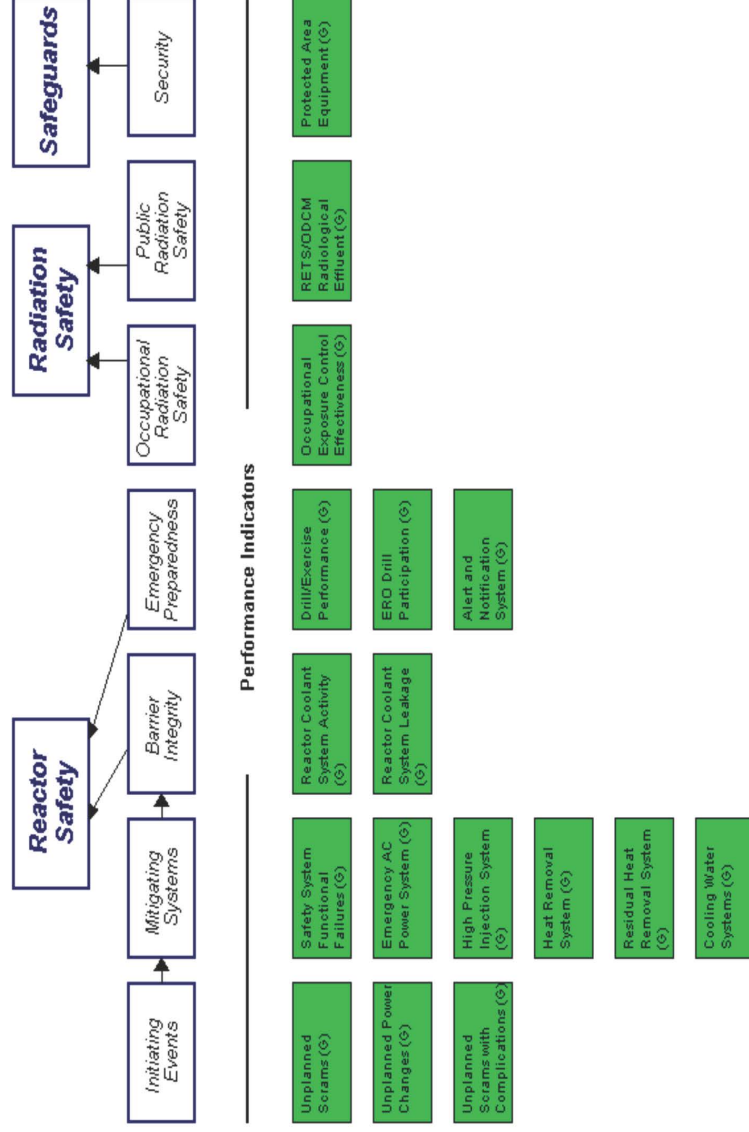 Reactor
Safety
Radiation
Safety
Safeguards
Initiating
Events
Mitigating
Systems
Barrier
Integrity
Emergency
Preparedness
Occupational
Radiation
Safety
Public
Radiation
Safety
Security
Performance Indicators
Unplanned
Scrams (G)
Unplanned Power
Changes (G)
Unplanned
Scrams with
Complications (G)
Safety System
Functional
Failures (G)
Emergency AC
Power System (G)
High Pressure
Injection System
(G)
Heat Removal
System (G)
Residual Heat
Removal System
(G)
Cooling Water
Systems (G)
Reactor Coolant
System Activity
(G)
Reactor Coolant
System Leakage
(G)
Drill/Exercise
Performance (G)
ERO Drill
Participation (G)
Alert and
Notification
System (G)
Occupational
Exposure Control
Effectiveness (G)
RETS/ODCM
Radiological
Effluent (G)
Protected Area
Equipment (G)